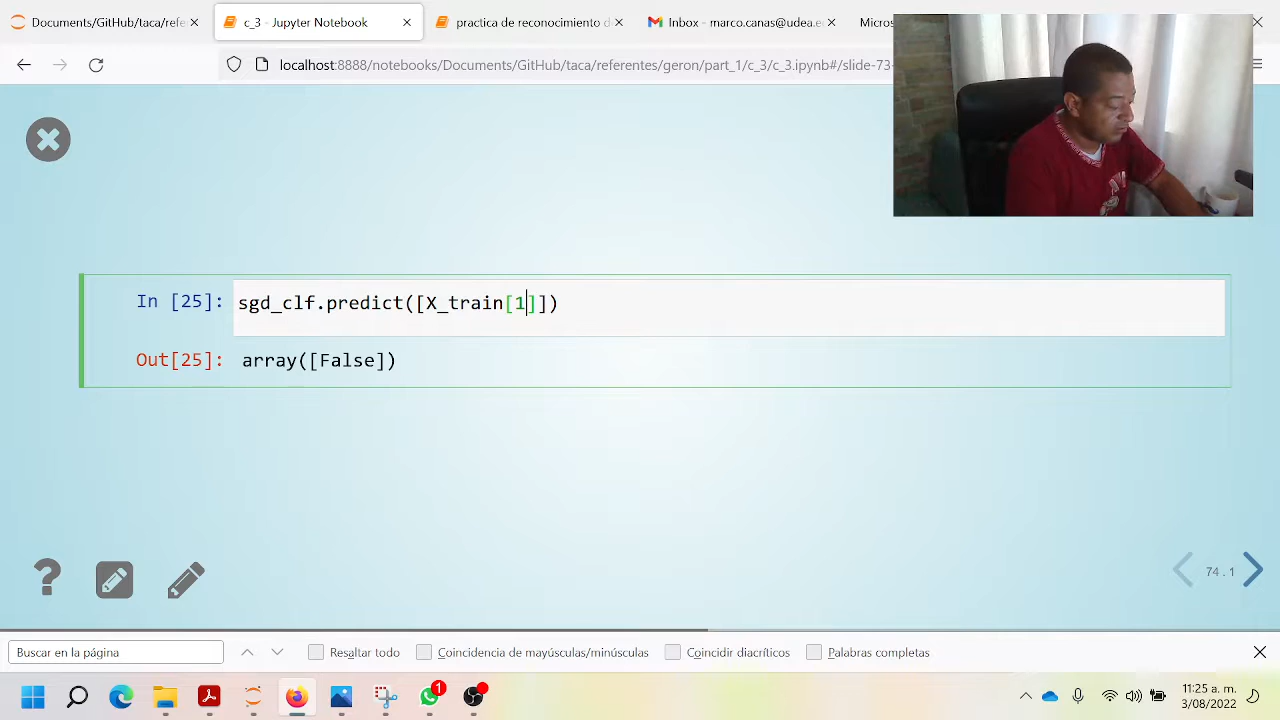 Documents/GitHub/taca/refe
c_3 - Jupyter Notebook
practica de reconocimiento d
Inbox - marco.canas@udea.e
Micros
localhost:8888/notebooks/Documents/GitHub/taca/referentes/geron/part_1/c_3/c_3.ipynb#/slide-73-
In [25]: sgd_clf.predict([X_train[1]])
Out[25]: array([False])
?
74.1
Buscar en la página
Resaltar todo
Coincidencia de mayúsculas/minúsculas
Coincidir diacríticos
Palabras completas
1
11:25 a. m.
3/08/2022